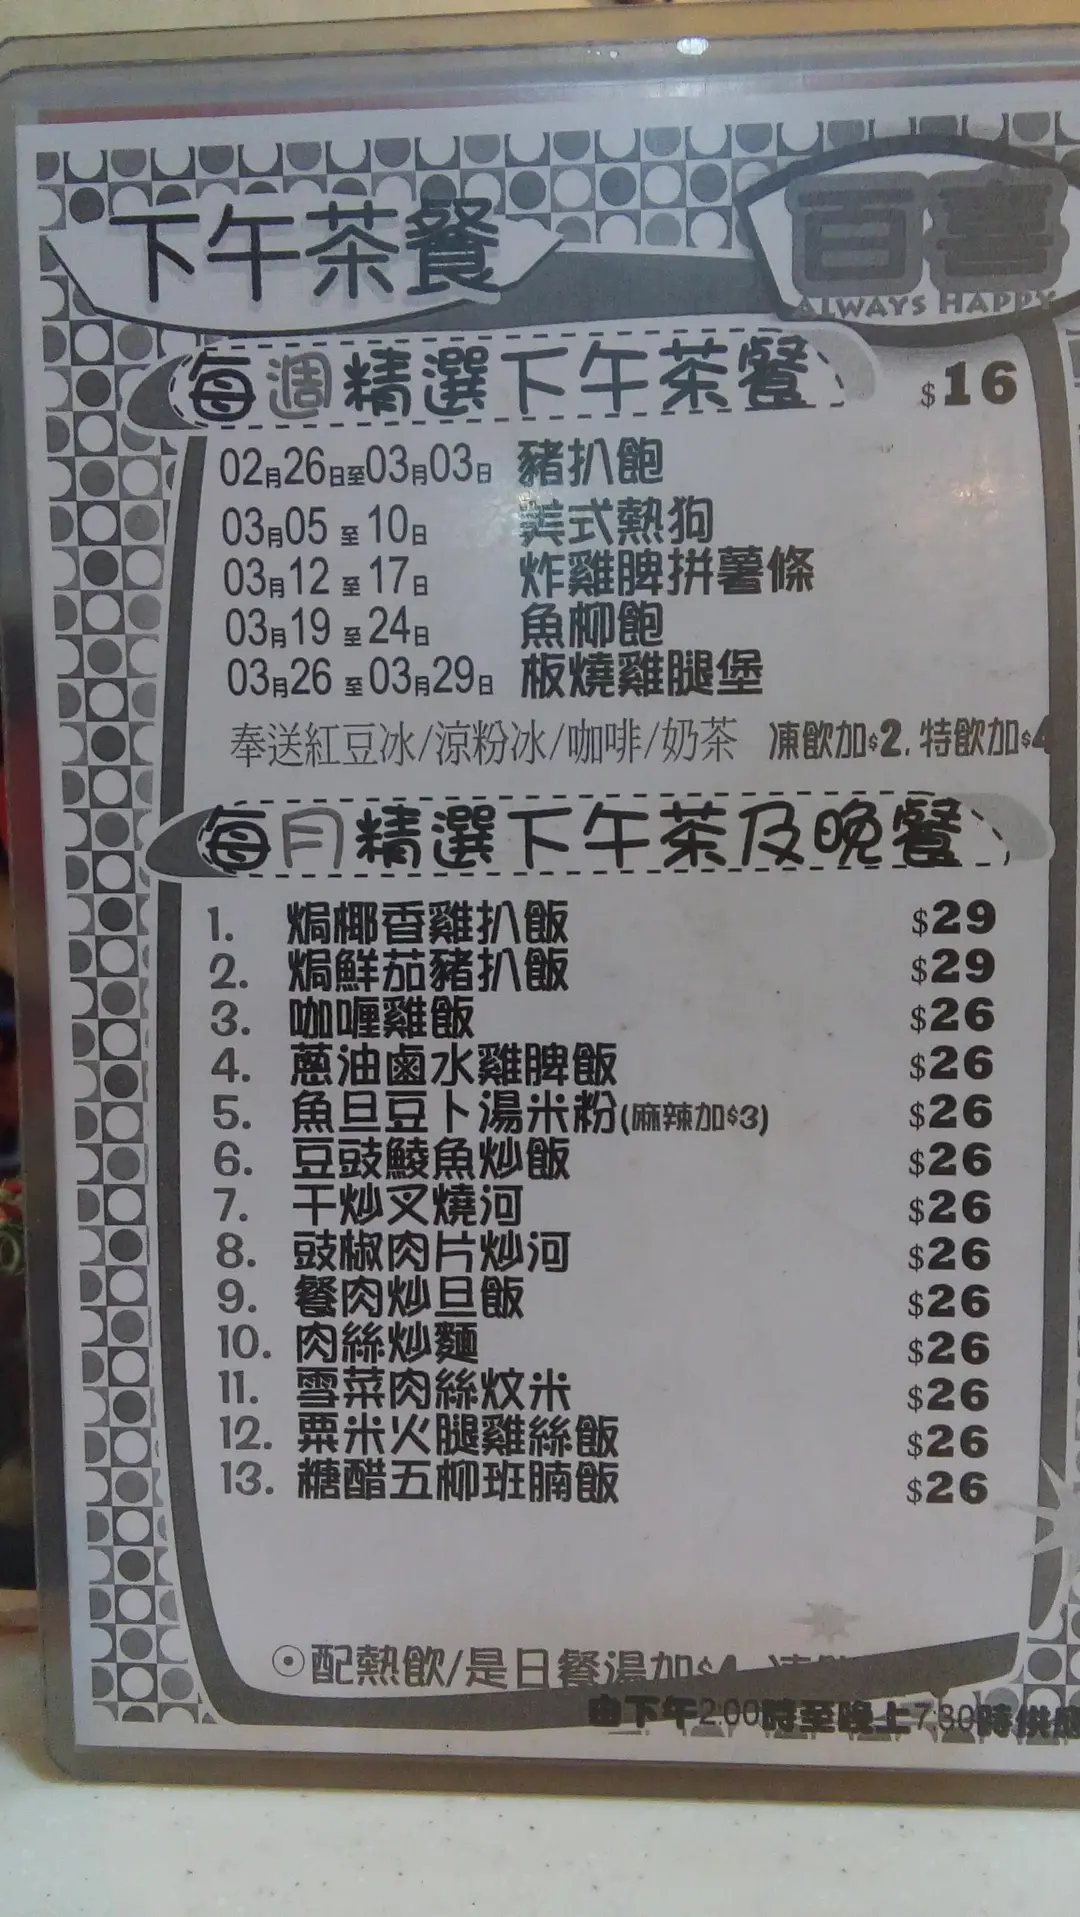 下午茶餐
百喜
ALWAYS HAPPY
每週精選下午茶餐 $16
02月26日至03月03日 豬扒飽
03月05 至 10日 美式熱狗
03月12 至 17日 炸雞脾拼薯條
03月19 至 24日 魚柳飽
03月26 至 03月29日 板燒雞腿堡
奉送紅豆冰/涼粉冰/咖啡/奶茶 凍飲加$2. 特飲加$4
每月精選下午茶及晚餐
1. 焗椰香雞扒飯 $29
2. 焗鮮茄豬扒飯 $29
3. 咖喱雞飯 $26
4. 蔥油鹵水雞脾飯 $26
5. 魚旦豆卜湯米粉(麻辣加$3) $26
6. 豆豉鯪魚炒飯 $26
7. 干炒叉燒河 $26
8. 豉椒肉片炒河 $26
9. 餐肉炒旦飯 $26
10. 肉絲炒麵 $26
11. 雪菜肉絲炆米 $26
12. 粟米火腿雞絲飯 $26
13. 糖醋五柳班腩飯 $26
⊙配熱飲/是日餐湯加$4
由下午2:00時至晚上7:30時供應